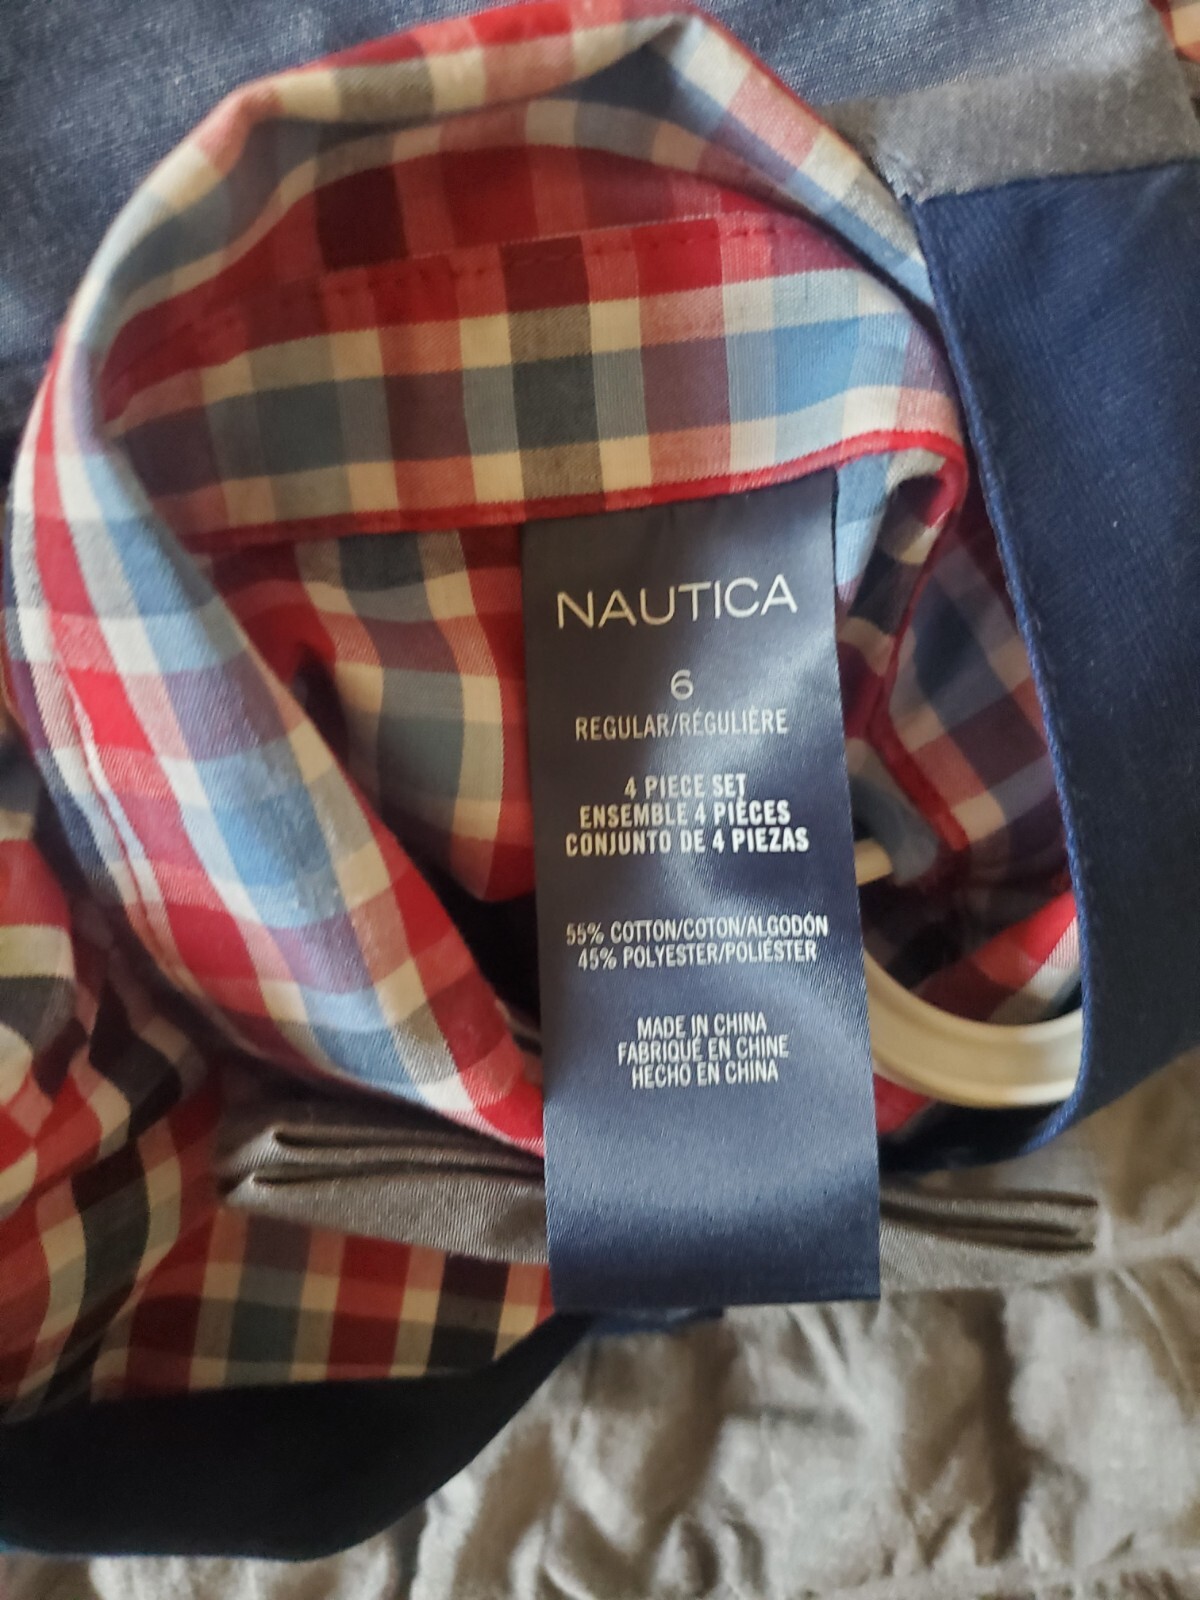 NAUTICA
6
REGULAR/RÉGULIÈRE
4 PIECE SET
ENSEMBLE 4 PIÈCES
CONJUNTO DE 4 PIEZAS
55% COTTON/COTON/ALGODÓN
45% POLYESTER/POLIÉSTER
MADE IN CHINA
FABRIQUÉ EN CHINE
HECHO EN CHINA